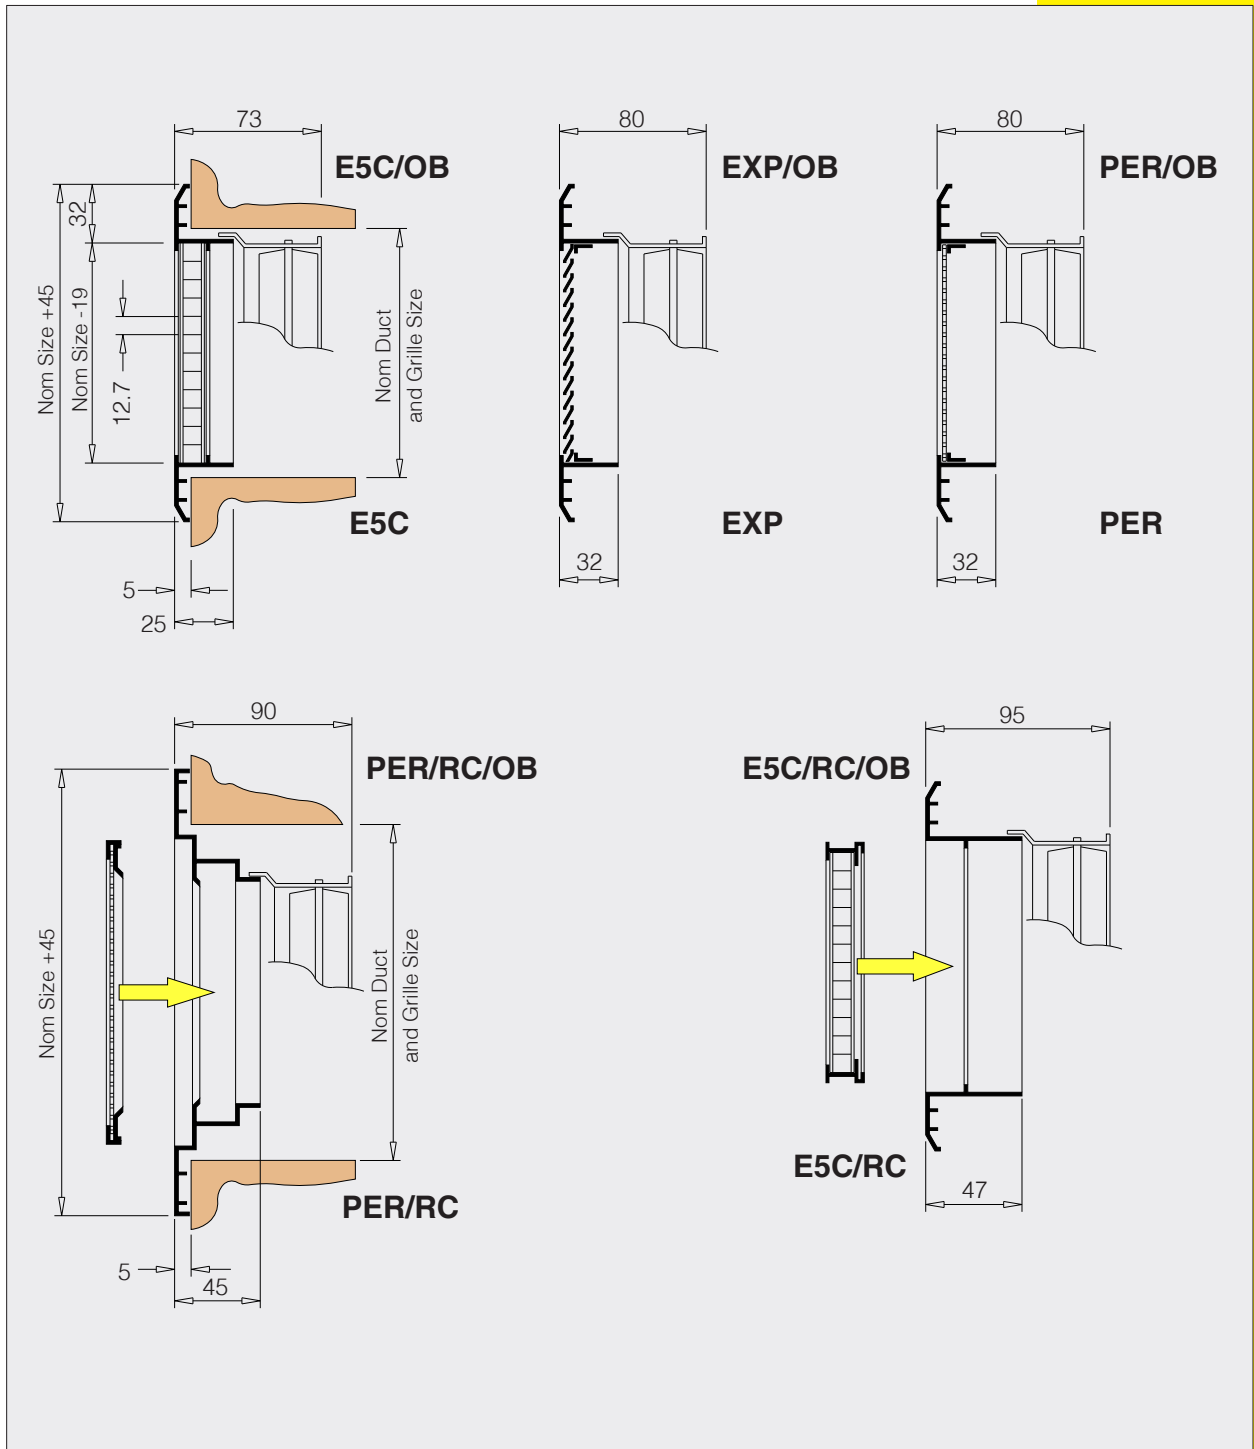 73
80
80
E5C/OB
EXP/OB
PER/OB
32
Nom Size +45
Nom Size -19
12.7
Nom Duct
and Grille Size
E5C
EXP
PER
32
32
5
25
90
95
PER/RC/OB
E5C/RC/OB
Nom Size +45
Nom Duct
and Grille Size
E5C/RC
47
PER/RC
5
45